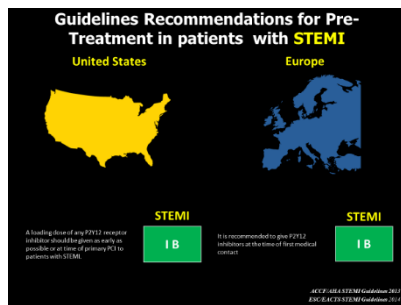 Guidelines Recommendations for Pre-
Treatment in patients with STEMI
United States
Europe
STEMI
A loading dose of any P2Y12 receptor
inhibitor should be given as early as
possible or at time of primary PCI to
patients with STEMI.
I B
STEMI
It is recommended to give P2Y12
inhibitors at the time of first medical
contact
I B
ACCF/AHA STEMI Guidelines 2013
ESC/EACTS STEMI Guidelines 2014